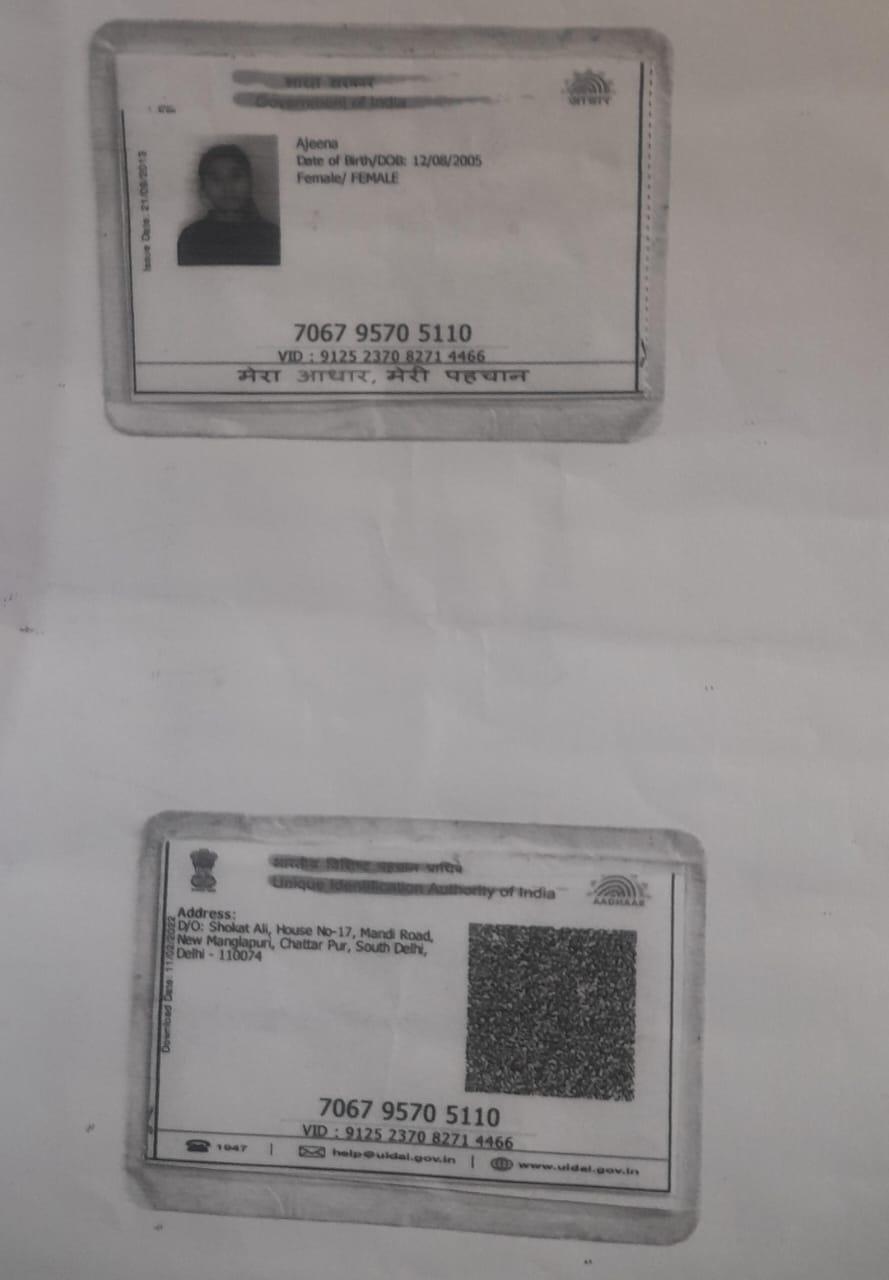 भारत सरकार
Government of India
आधार
Issue Date: 21/09/2013
Ajeena
Date of Birth/DOB: 12/08/2005
Female/ FEMALE
7067 9570 5110
VID : 9125 2370 8271 4466
मेरा आधार, मेरी पहचान
भारतीय विशिष्ट पहचान
Unique Identification Authority of India
AADHAAR
Download Date: 11/02/2022
Address:
D/O: Shokat Ali, House No-17, Mandi Road,
New Manglapuri, Chattar Pur, South Delhi,
Delhi - 110074
7067 9570 5110
VID : 9125 2370 8271 4466
1947 | help@uidai.gov.in | www.uidai.gov.in